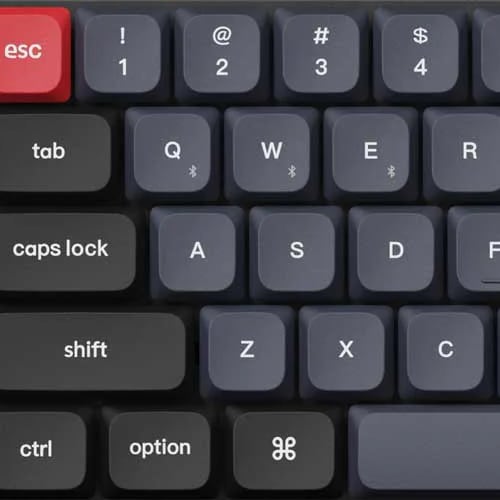 esc ! @ # $
1 2 3 4
tab Q W E R
caps lock A S D F
shift Z X C
ctrl option ⌘